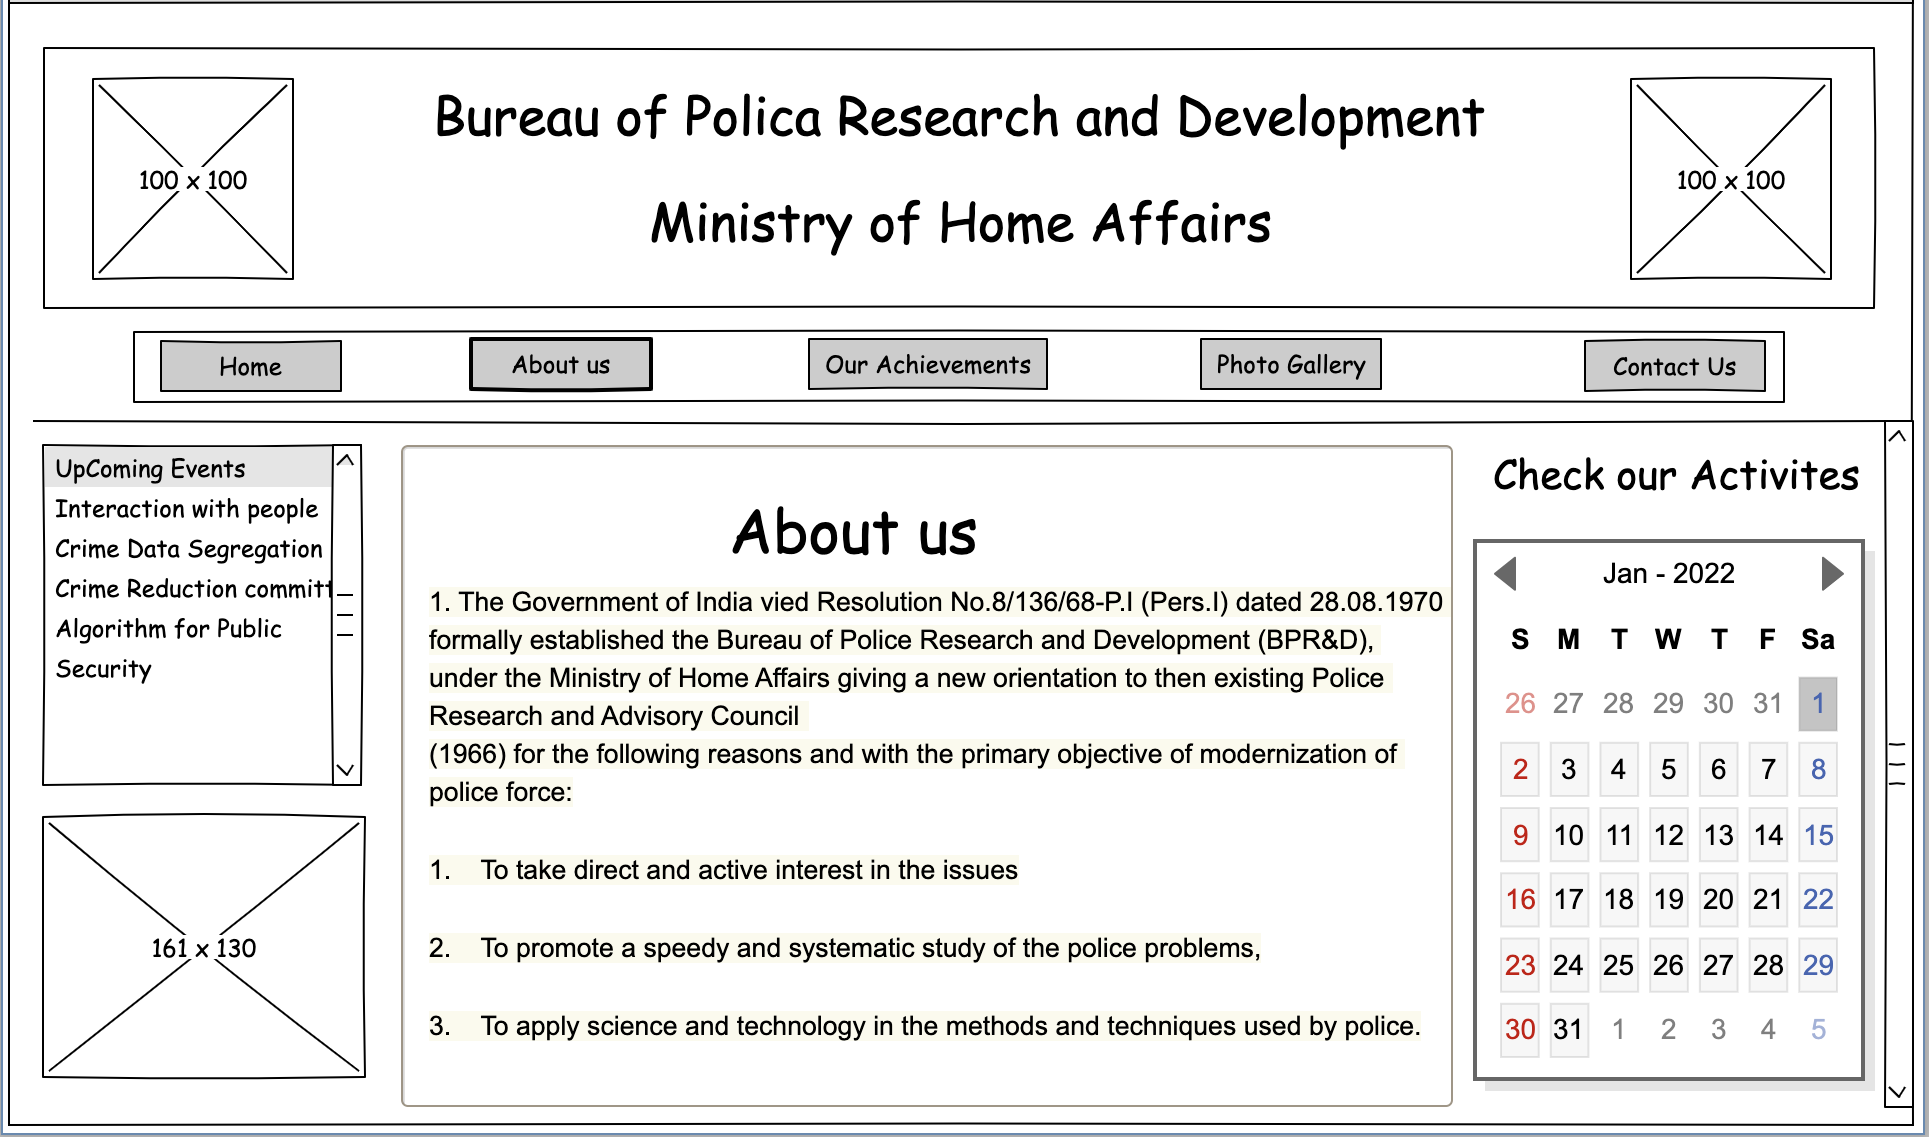 Bureau of Polica Research and Development
Ministry of Home Affairs
100 x 100
100 x 100
Home
About us
Our Achievements
Photo Gallery
Contact Us
UpComing Events
Interaction with people
Crime Data Segregation
Crime Reduction committ
Algorithm for Public
Security
161 x 130
About us
1. The Government of India vied Resolution No.8/136/68-P.I (Pers.I) dated 28.08.1970
formally established the Bureau of Police Research and Development (BPR&D),
under the Ministry of Home Affairs giving a new orientation to then existing Police
Research and Advisory Council
(1966) for the following reasons and with the primary objective of modernization of
police force:
1. To take direct and active interest in the issues
2. To promote a speedy and systematic study of the police problems,
3. To apply science and technology in the methods and techniques used by police.
Check our Activites
Jan - 2022
S M T W T F Sa
26 27 28 29 30 31 1
2 3 4 5 6 7 8
9 10 11 12 13 14 15
16 17 18 19 20 21 22
23 24 25 26 27 28 29
30 31 1 2 3 4 5